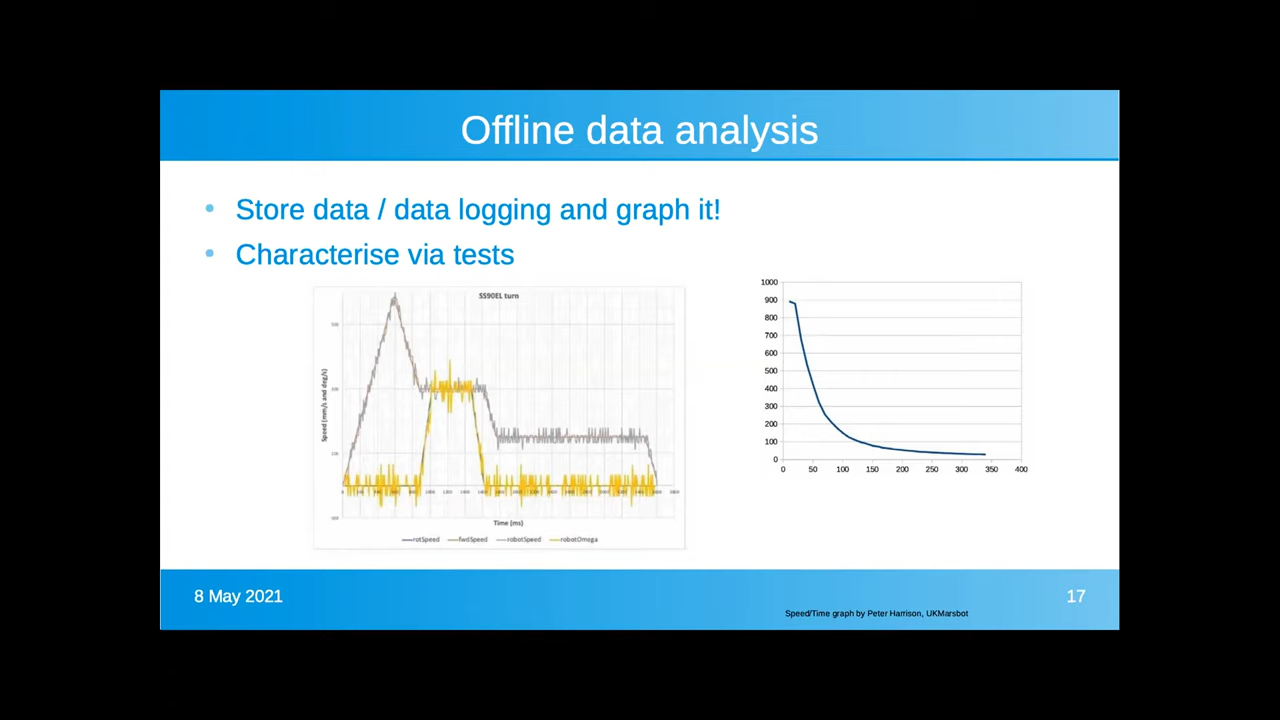 Offline data analysis
Store data / data logging and graph it!
Characterise via tests
SS90EL turn
Speed (mm/s and deg/s)
Time (ms)
rotSpeed fwdSpeed robotSpeed robotOmega
1000
900
800
700
600
500
400
300
200
100
0
0 50 100 150 200 250 300 350 400
8 May 2021
17
Speed/Time graph by Peter Harrison, UKMarsbot